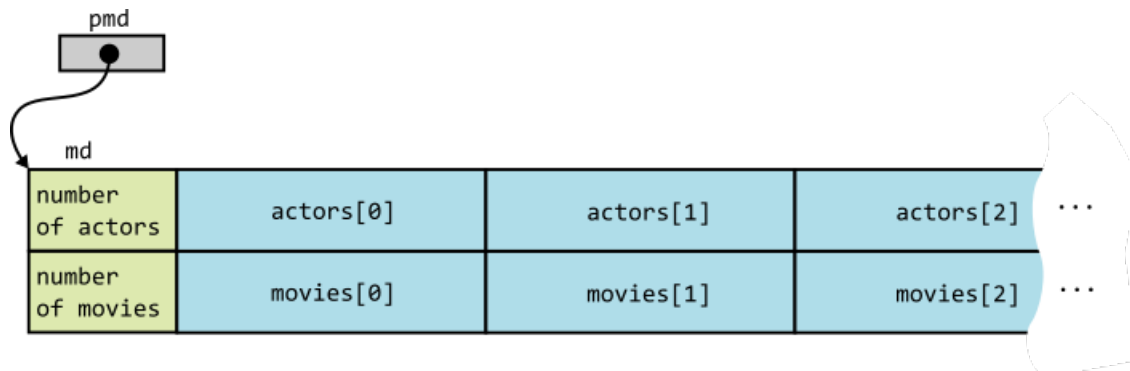 pmd
md
number
of actors
actors[0]
actors[1]
actors[2]
...
number
of movies
movies[0]
movies[1]
movies[2]
...